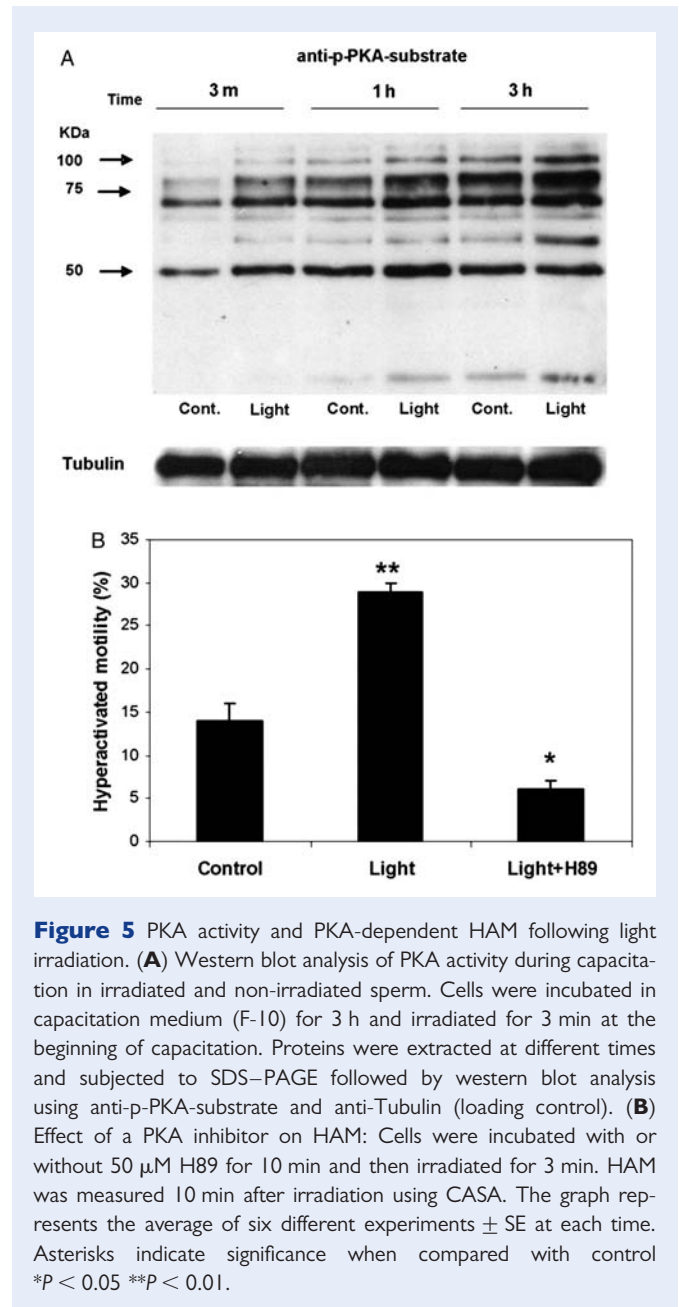 A
anti-p-PKA-substrate
Time
3 m 1 h 3 h
KDa
100
75
50
Cont. Light Cont. Light Cont. Light
Tubulin
B
35
30
25
20
15
10
5
0
Hyperactivated motility (%)
**
*
Control Light Light+H89
Figure 5 PKA activity and PKA-dependent HAM following light
irradiation. (A) Western blot analysis of PKA activity during capacita-
tion in irradiated and non-irradiated sperm. Cells were incubated in
capacitation medium (F-10) for 3 h and irradiated for 3 min at the
beginning of capacitation. Proteins were extracted at different times
and subjected to SDS–PAGE followed by western blot analysis
using anti-p-PKA-substrate and anti-Tubulin (loading control). (B)
Effect of a PKA inhibitor on HAM: Cells were incubated with or
without 50 μM H89 for 10 min and then irradiated for 3 min. HAM
was measured 10 min after irradiation using CASA. The graph rep-
resents the average of six different experiments ± SE at each time.
Asterisks indicate significance when compared with control
*P < 0.05 **P < 0.01.